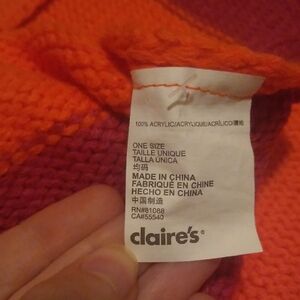 100% ACRYLIC/ACRYLIQUE/ACRÍLICO/腈纶
ONE SIZE
TAILLE UNIQUE
TALLA ÚNICA
均码
MADE IN CHINA
FABRIQUÉ EN CHINE
HECHO EN CHINA
中国制造
RN#81088
CA#55540
claire's®